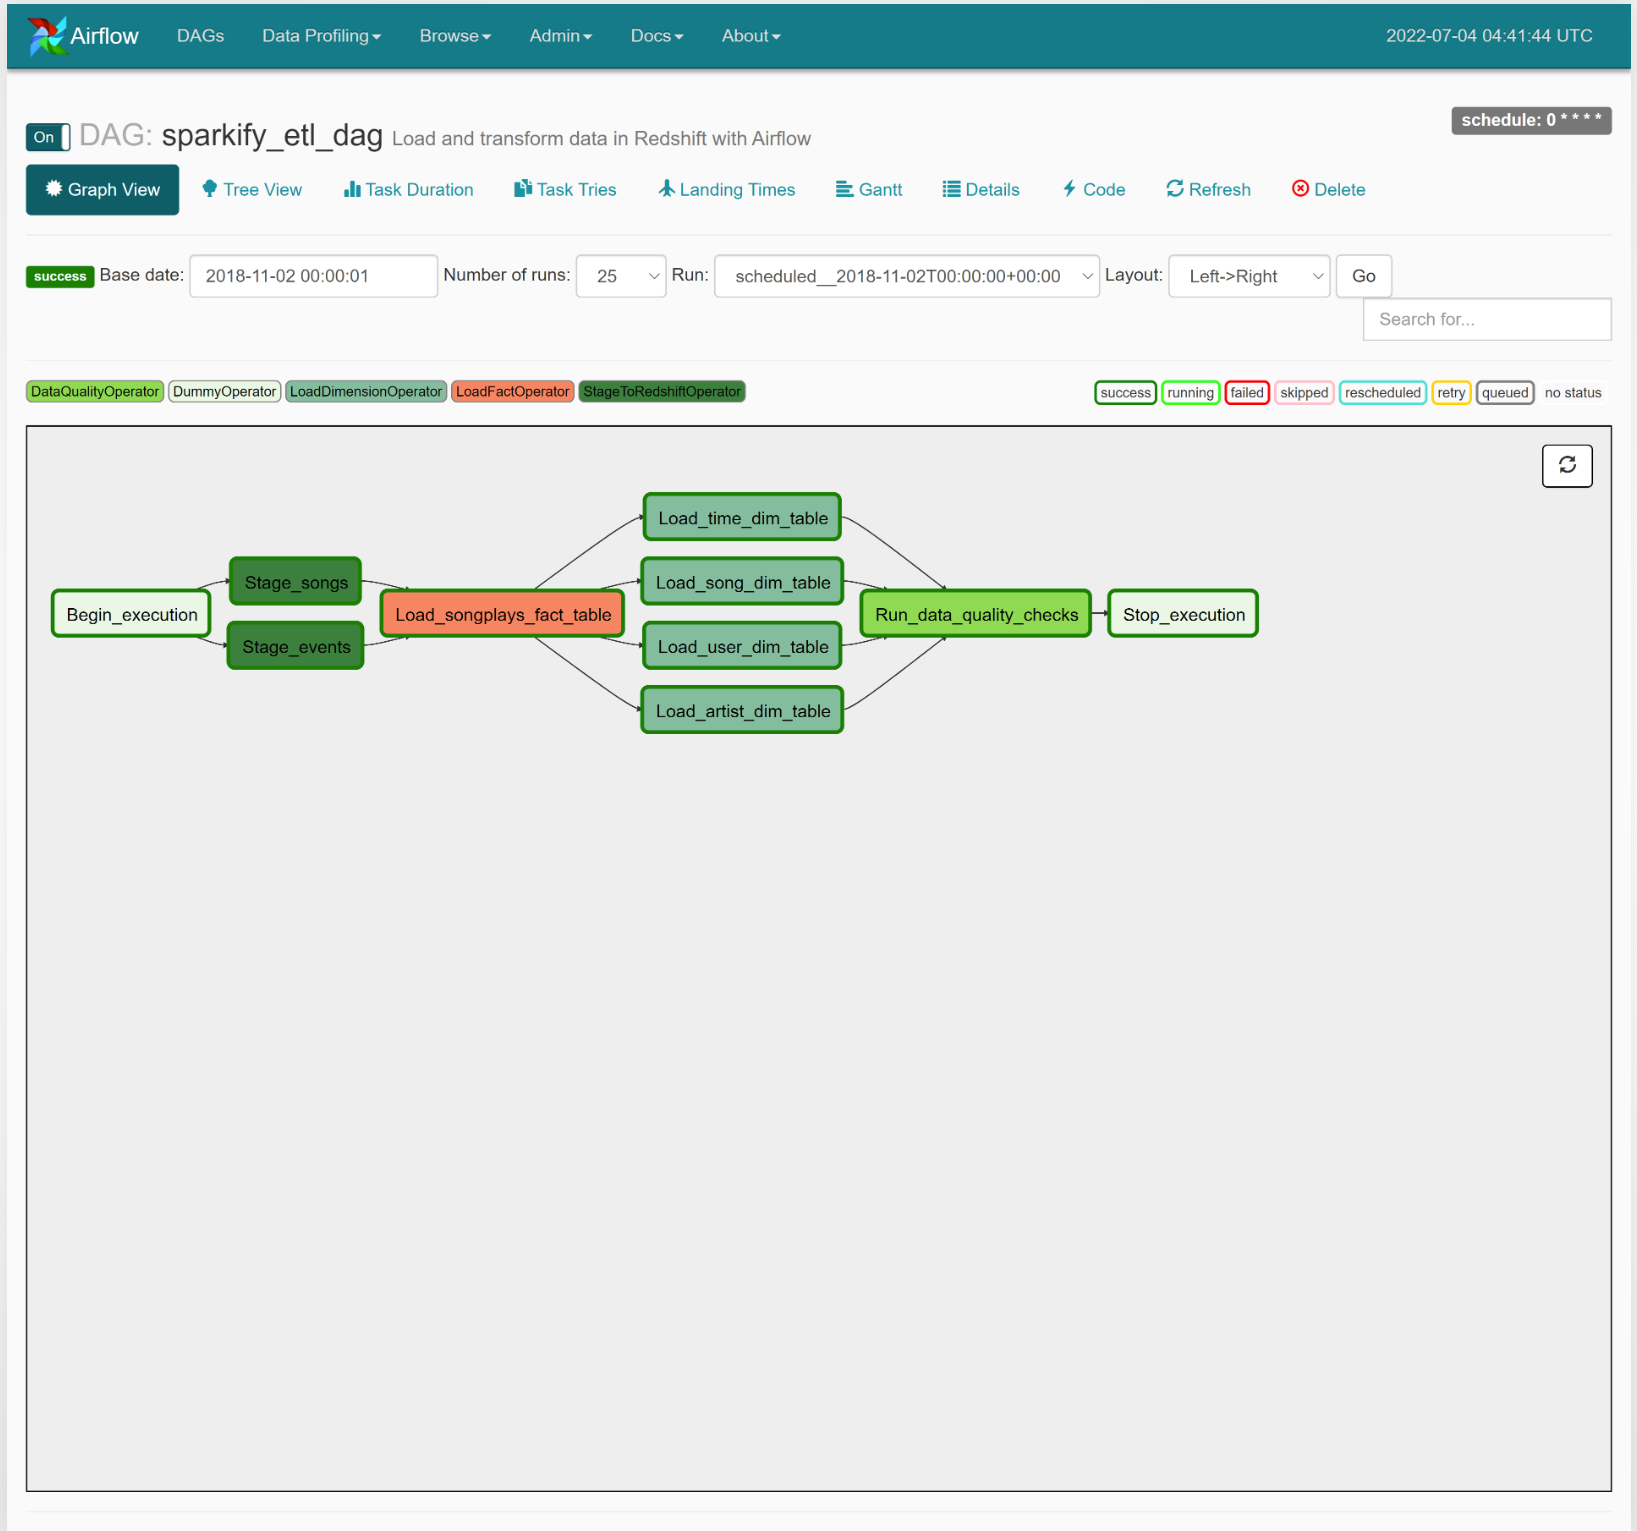 Airflow DAGs Data Profiling Browse Admin Docs About 2022-07-04 04:41:44 UTC
schedule: 0 * * * *
On DAG: sparkify_etl_dag Load and transform data in Redshift with Airflow
Graph View Tree View Task Duration Task Tries Landing Times Gantt Details Code Refresh Delete
success Base date: 2018-11-02 00:00:01 Number of runs: 25 Run: scheduled__2018-11-02T00:00:00+00:00 Layout: Left->Right Go
Search for...
DataQualityOperator DummyOperator LoadDimensionOperator LoadFactOperator StageToRedshiftOperator success running failed skipped rescheduled retry queued no status
Load_time_dim_table
Stage_songs Load_song_dim_table
Begin_execution Load_songplays_fact_table Run_data_quality_checks Stop_execution
Stage_events Load_user_dim_table
Load_artist_dim_table